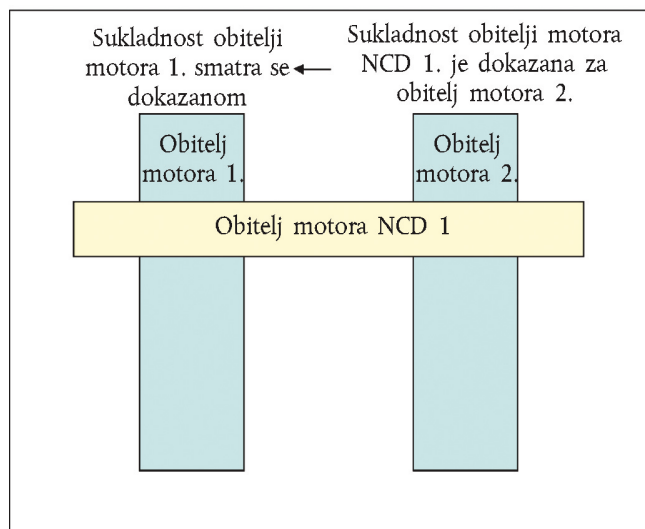 Sukladnost obitelji
motora 1. smatra se
dokazanom
Sukladnost obitelji motora
NCD 1. je dokazana za
obitelj motora 2.
Obitelj
motora 1.
Obitelj
motora 2.
Obitelj motora NCD 1